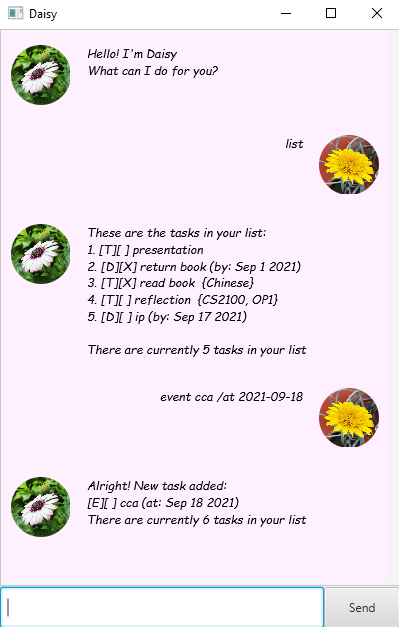 Daisy
Hello! I'm Daisy
What can I do for you?
list
These are the tasks in your list:
1. [T][ ] presentation
2. [D][X] return book (by: Sep 1 2021)
3. [T][X] read book  {Chinese}
4. [T][ ] reflection  {CS2100, OP1}
5. [D][ ] ip (by: Sep 17 2021)
There are currently 5 tasks in your list
event cca /at 2021-09-18
Alright! New task added:
[E][ ] cca (at: Sep 18 2021)
There are currently 6 tasks in your list
Send